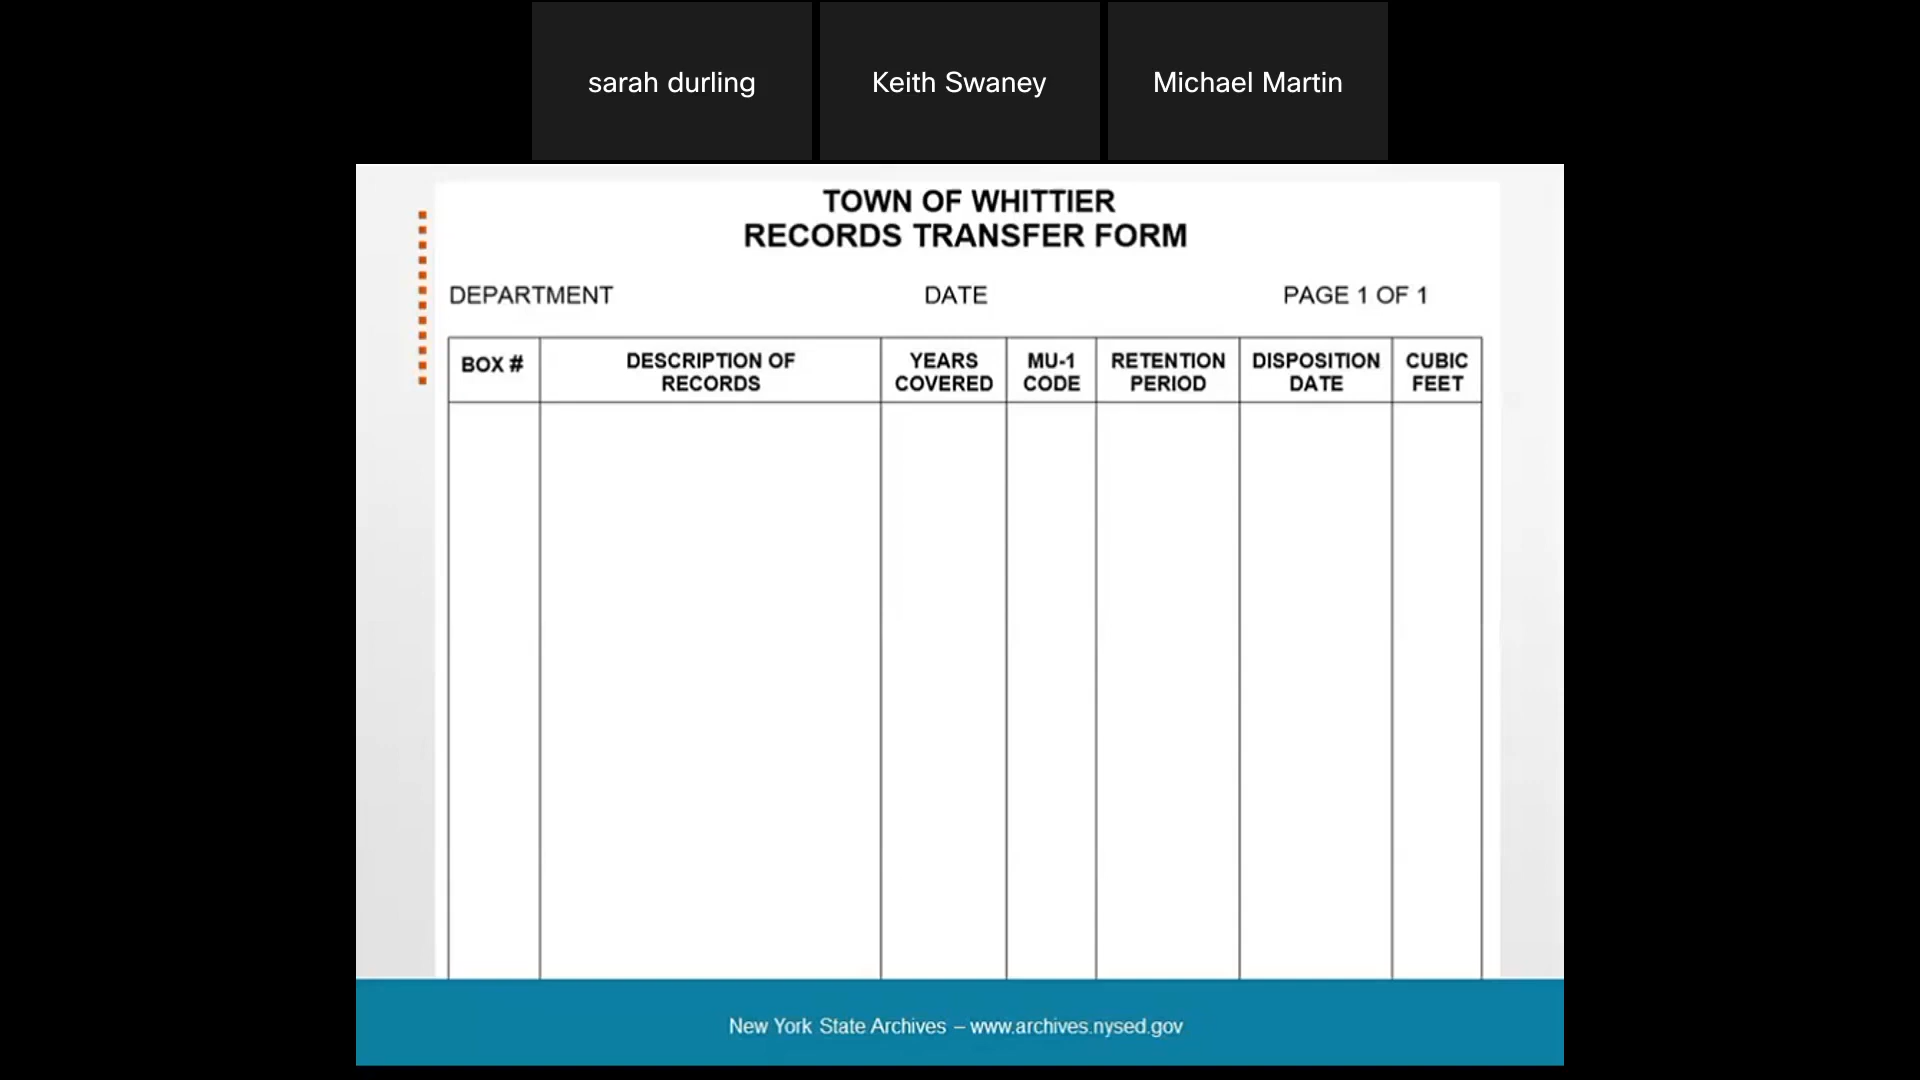 sarah durling
Keith Swaney
Michael Martin
TOWN OF WHITTIER
RECORDS TRANSFER FORM
DEPARTMENT DATE PAGE 1 OF 1
BOX # DESCRIPTION OF RECORDS YEARS COVERED MU-1 CODE RETENTION PERIOD DISPOSITION DATE CUBIC FEET
New York State Archives – www.archives.nysed.gov